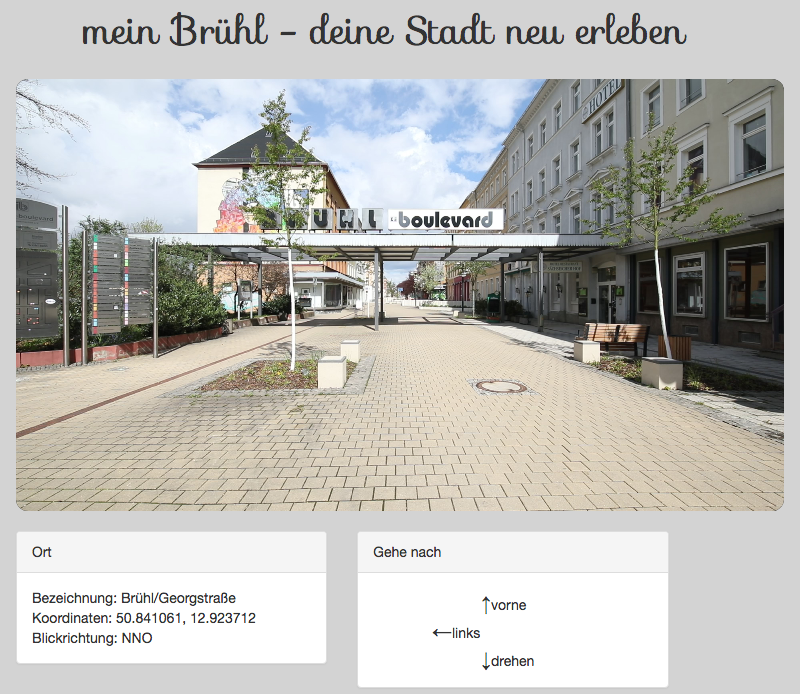 mein Brühl – deine Stadt neu erleben
HOTEL
Boulevard
BRÜHL boulevard
Ort
Gehe nach
Bezeichnung: Brühl/Georgstraße
Koordinaten: 50.841061, 12.923712
Blickrichtung: NNO
↑vorne
←links
↓drehen